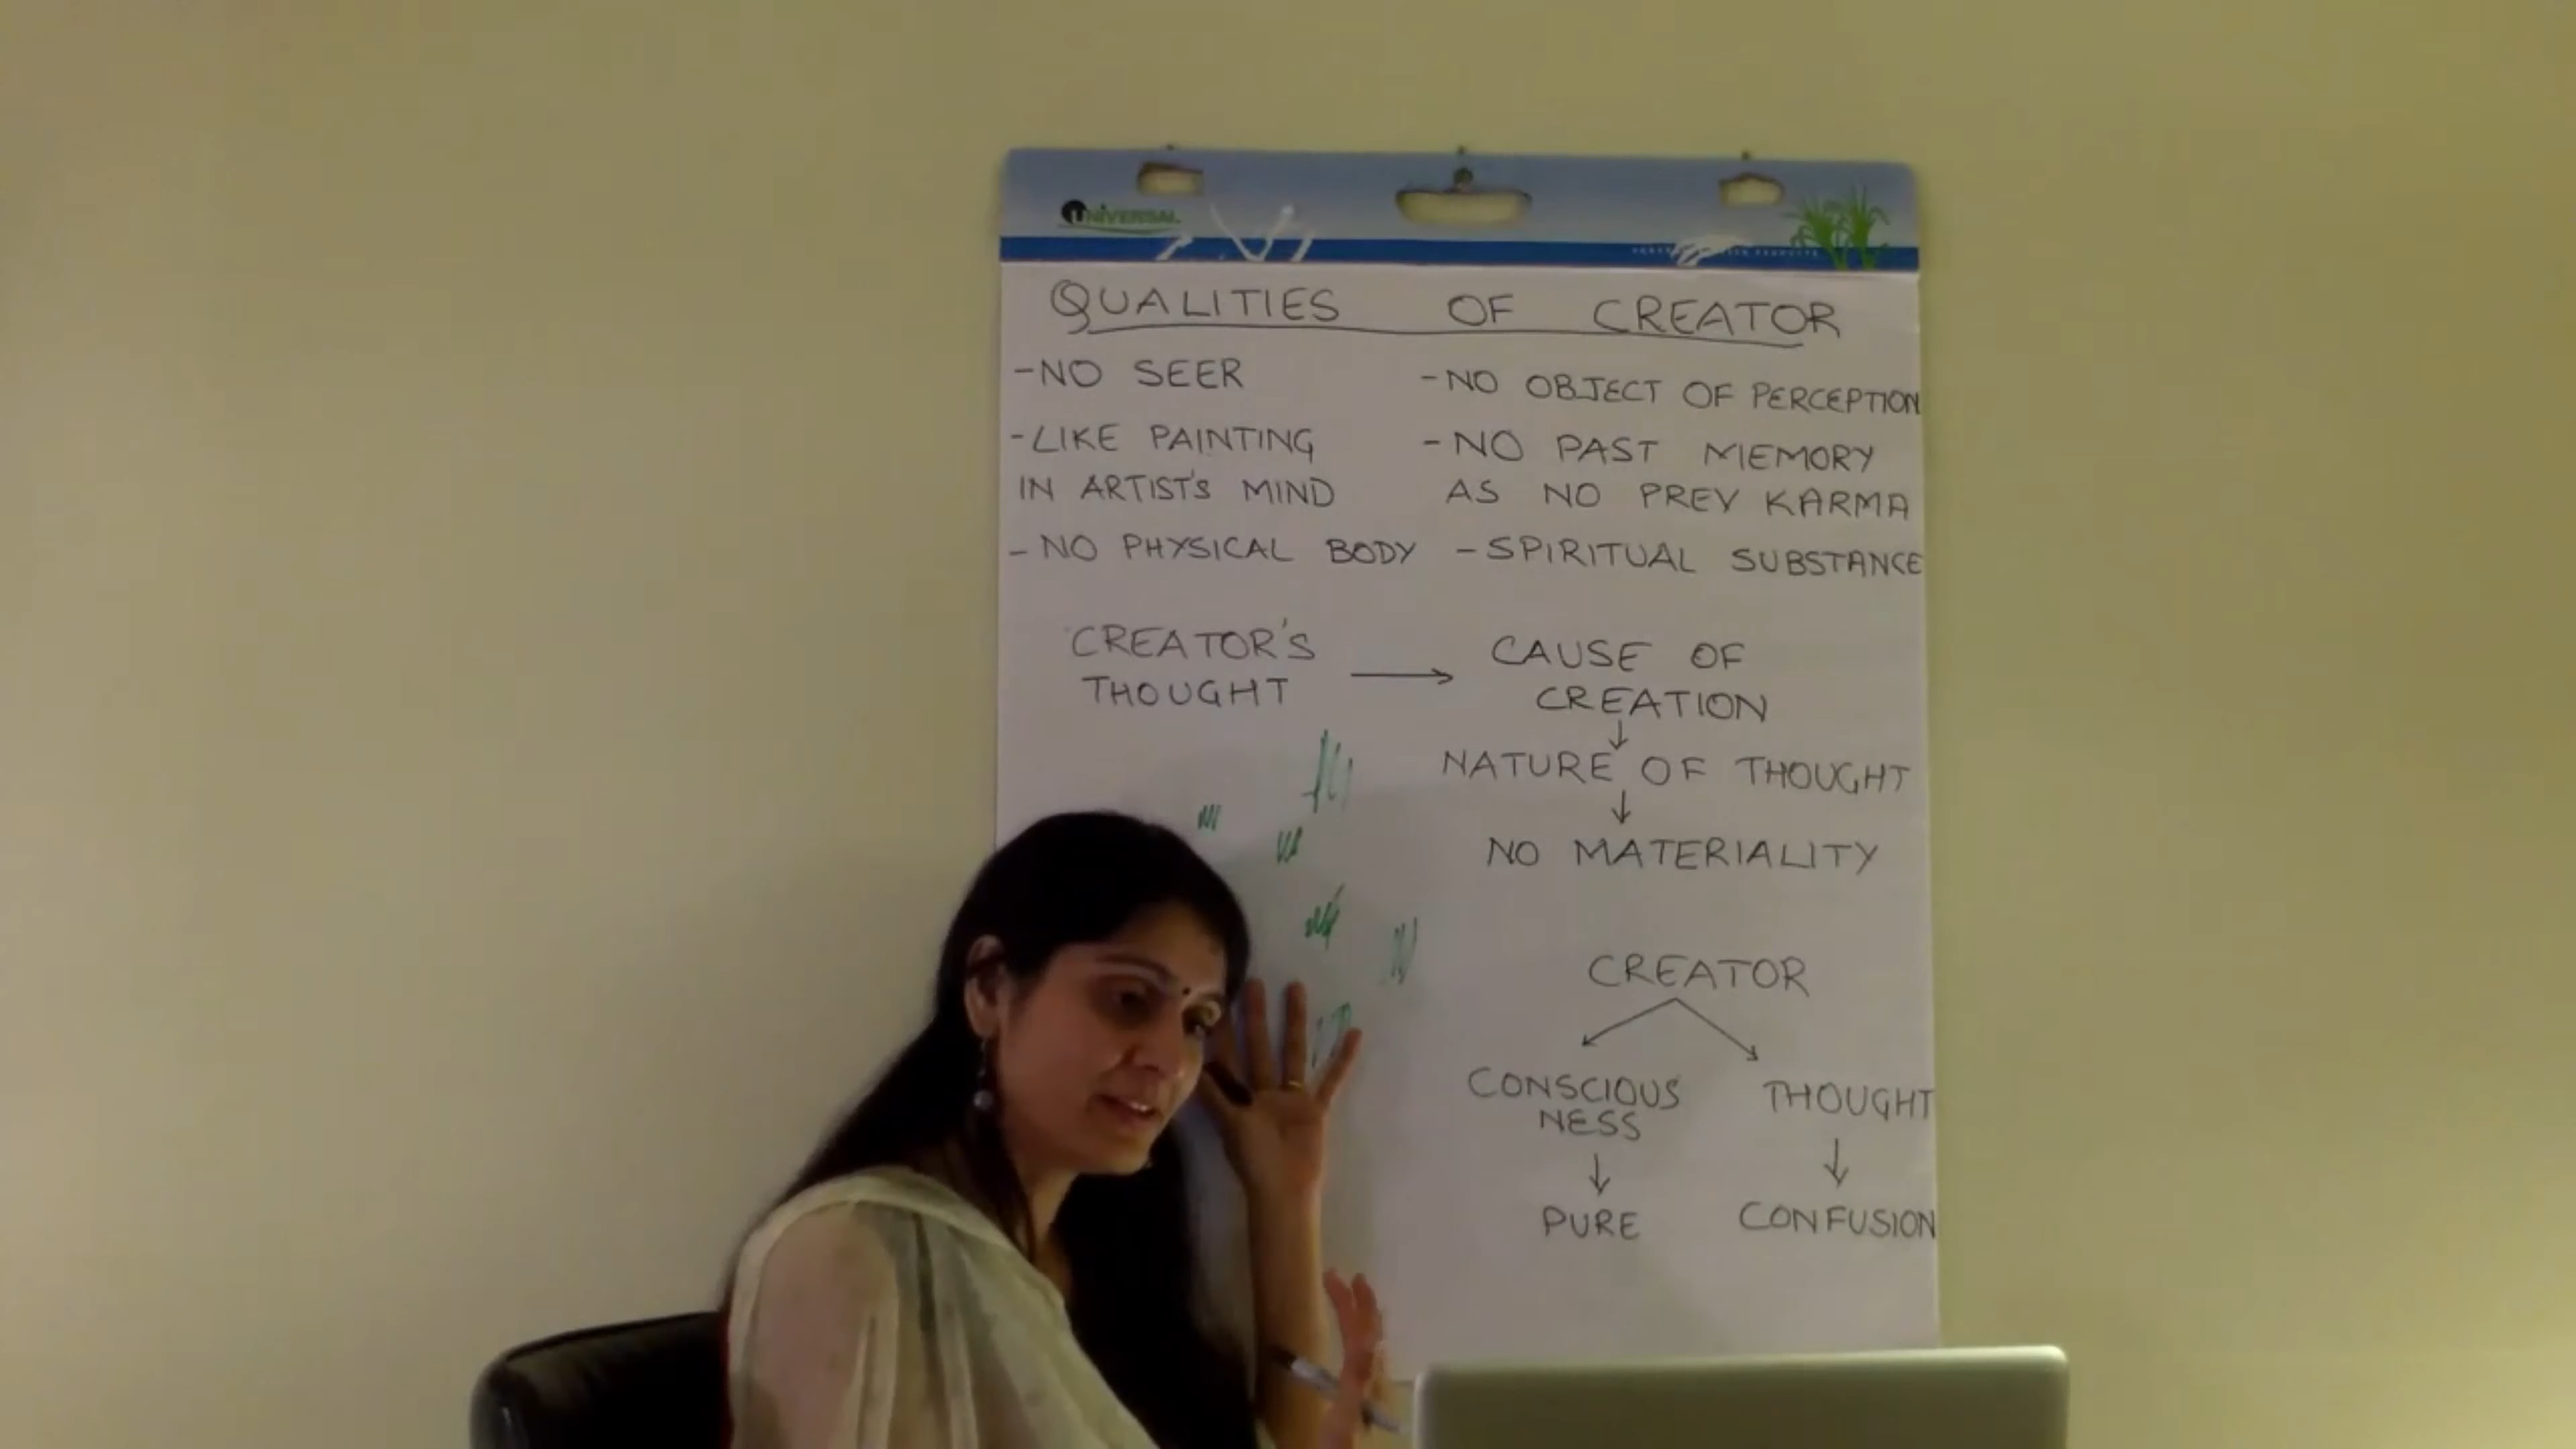 UNIVERSAL
QUALITIES OF CREATOR
-NO SEER
-LIKE PAINTING
IN ARTIST'S MIND
-NO PHYSICAL BODY
-NO OBJECT OF PERCEPTION
-NO PAST MEMORY
AS NO PREV KARMA
-SPIRITUAL SUBSTANCE
CREATOR'S
THOUGHT
CAUSE OF
CREATION
NATURE OF THOUGHT
NO MATERIALITY
CREATOR
CONSCIOUS
NESS
PURE
THOUGHT
CONFUSION